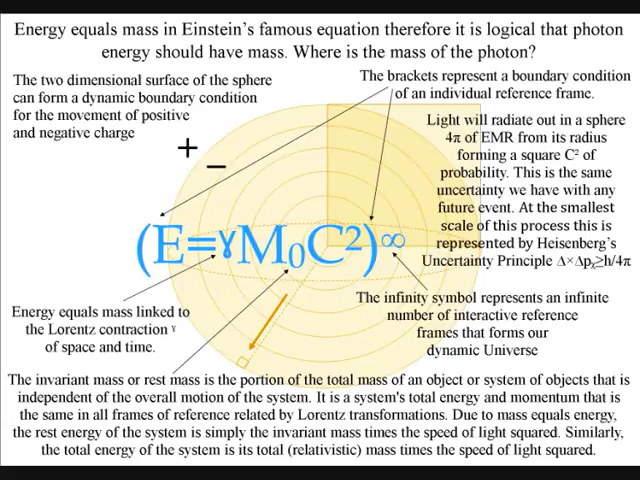 Energy equals mass in Einstein's famous equation therefore it is logical that photon
energy should have mass. Where is the mass of the photon?
The two dimensional surface of the sphere
can form a dynamic boundary condition
for the movement of positive
and negative charge
+
−
The brackets represent a boundary condition
of an individual reference frame.
Light will radiate out in a sphere
4π of EMR from its radius
forming a square C² of
probability. This is the same
uncertainty we have with any
future event. At the smallest
scale of this process this is
represented by Heisenberg's
Uncertainty Principle ∆×∆pᵪ≥h/4π
(E=ɣM₀C²)∞
Energy equals mass linked to
the Lorentz contraction ɣ
of space and time.
The infinity symbol represents an infinite
number of interactive reference
frames that forms our
dynamic Universe
The invariant mass or rest mass is the portion of the total mass of an object or system of objects that is
independent of the overall motion of the system. It is a system's total energy and momentum that is
the same in all frames of reference related by Lorentz transformations. Due to mass equals energy,
the rest energy of the system is simply the invariant mass times the speed of light squared. Similarly,
the total energy of the system is its total (relativistic) mass times the speed of light squared.